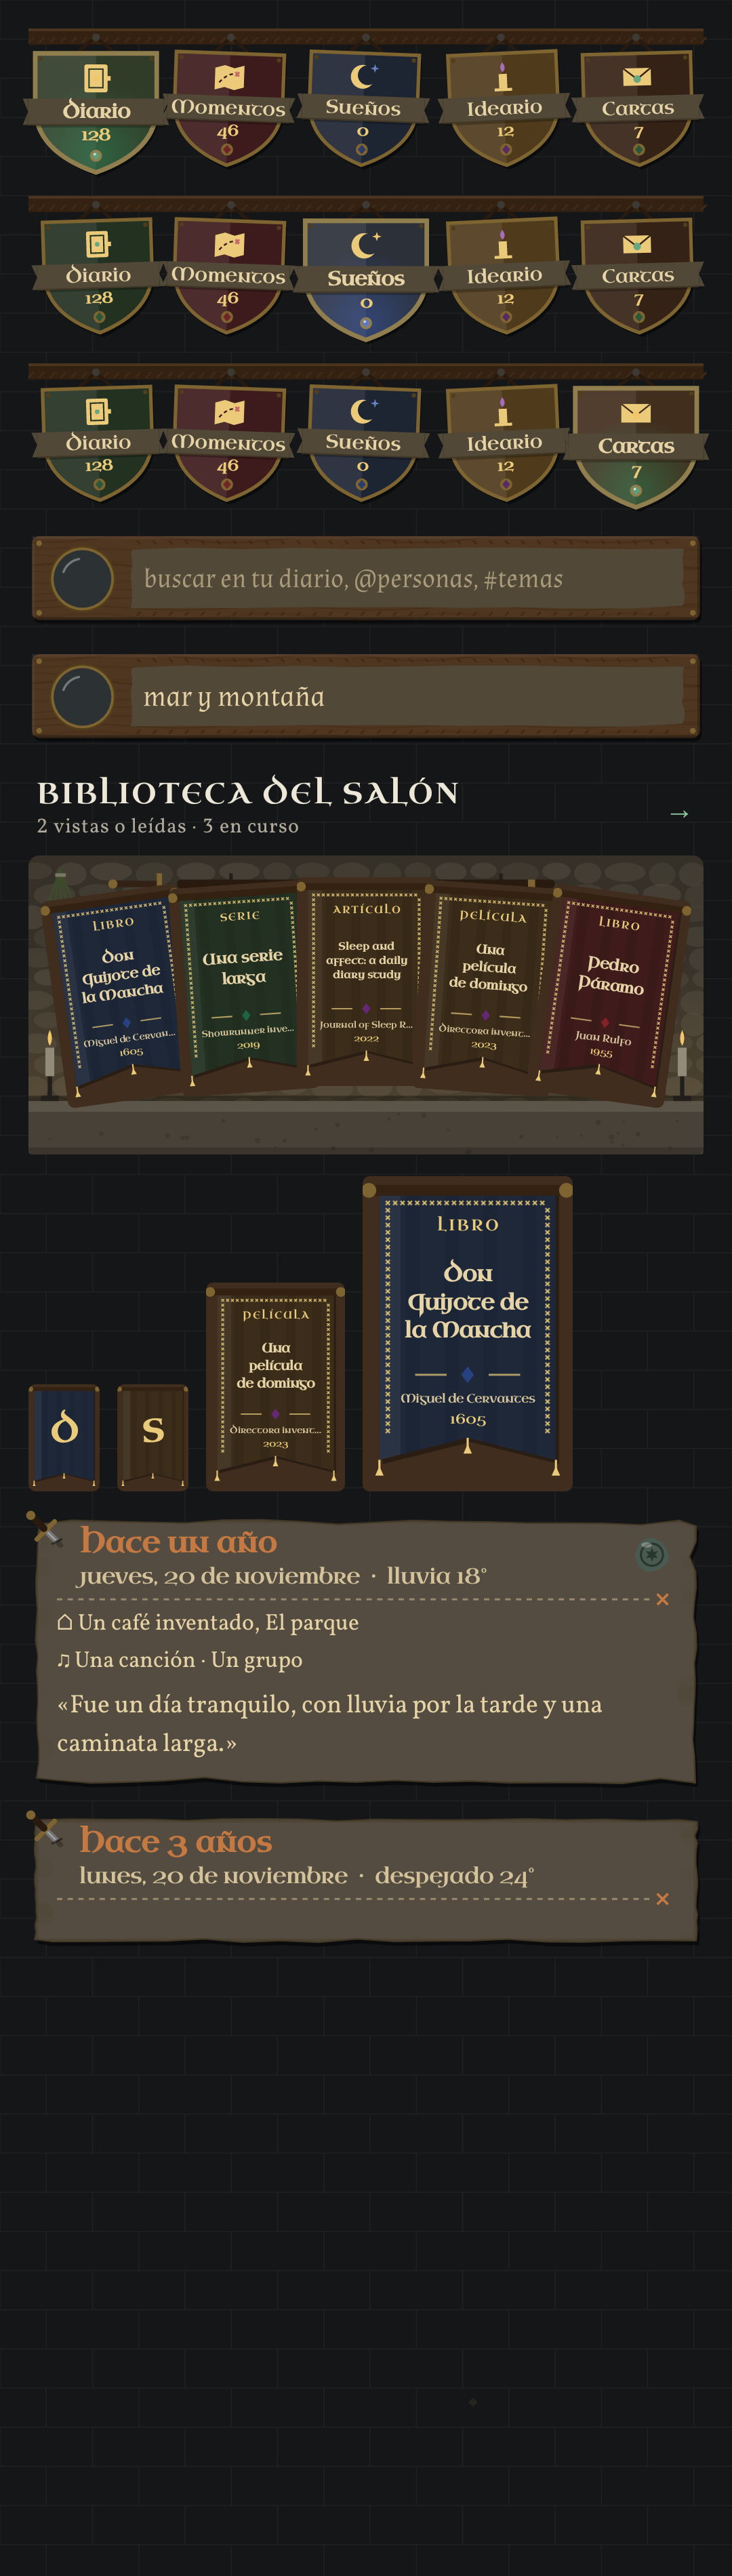 Diario Momentos Sueños Ideario Cartas
128 46 0 12 7
Diario Momentos Sueños Ideario Cartas
128 46 0 12 7
Diario Momentos Sueños Ideario Cartas
128 46 0 12 7
buscar en tu diario, @personas, #temas
mar y montaña
BIBLIOTECA DEL SALÓN
2 vistas o leídas · 3 en curso
→
LIBRO
Don
Quijote de
la Mancha
Miguel de Cervan...
1605
SERIE
Una serie
larga
Showrunner inve...
2019
ARTÍCULO
Sleep and
affect: a daily
diary study
Journal of Sleep R...
2022
PELÍCULA
Una
película
de domingo
Directora invent...
2023
LIBRO
Pedro
Páramo
Juan Rulfo
1955
D
S
PELÍCULA
Una
película
de domingo
Directora invent...
2023
LIBRO
Don
Quijote de
la Mancha
Miguel de Cervantes
1605
Hace un año
jueves, 20 de noviembre · lluvia 18°
Un café inventado, El parque
♫ Una canción · Un grupo
«Fue un día tranquilo, con lluvia por la tarde y una
caminata larga.»
Hace 3 años
lunes, 20 de noviembre · despejado 24°